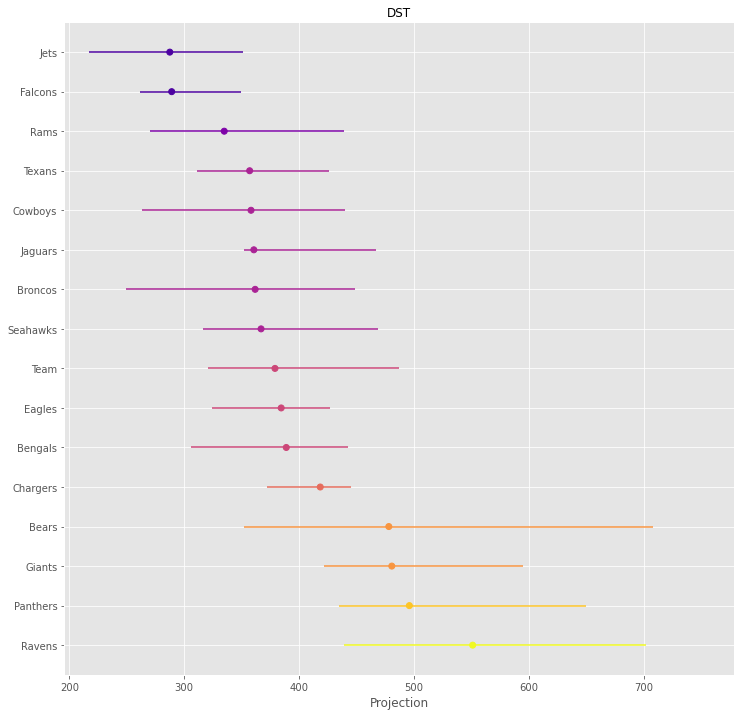 DST
Jets
Falcons
Rams
Texans
Cowboys
Jaguars
Broncos
Seahawks
Team
Eagles
Bengals
Chargers
Bears
Giants
Panthers
Ravens
200 300 400 500 600 700
Projection